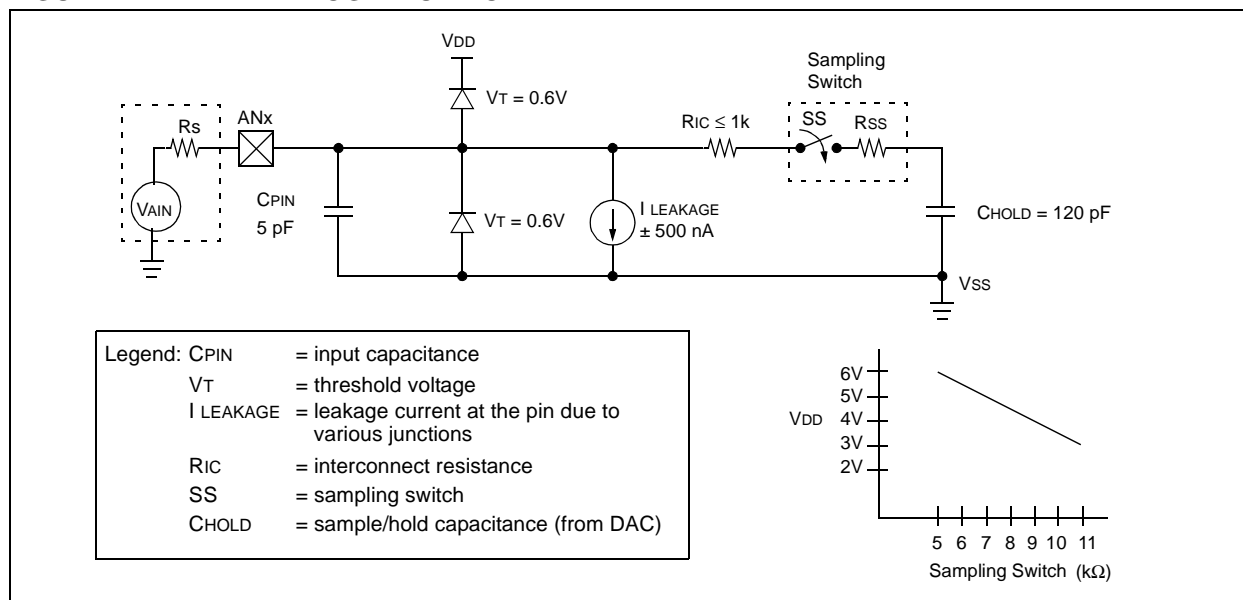 VDD
Sampling
Switch
VT = 0.6V
ANx
Rs
RIC ≤ 1k
SS
RSS
VAIN
CPIN
5 pF
VT = 0.6V
I LEAKAGE
± 500 nA
CHOLD = 120 pF
VSS
Legend: CPIN = input capacitance
VT = threshold voltage
I LEAKAGE = leakage current at the pin due to
various junctions
RIC = interconnect resistance
SS = sampling switch
CHOLD = sample/hold capacitance (from DAC)
6V
5V
VDD 4V
3V
2V
5 6 7 8 9 10 11
Sampling Switch (kΩ)